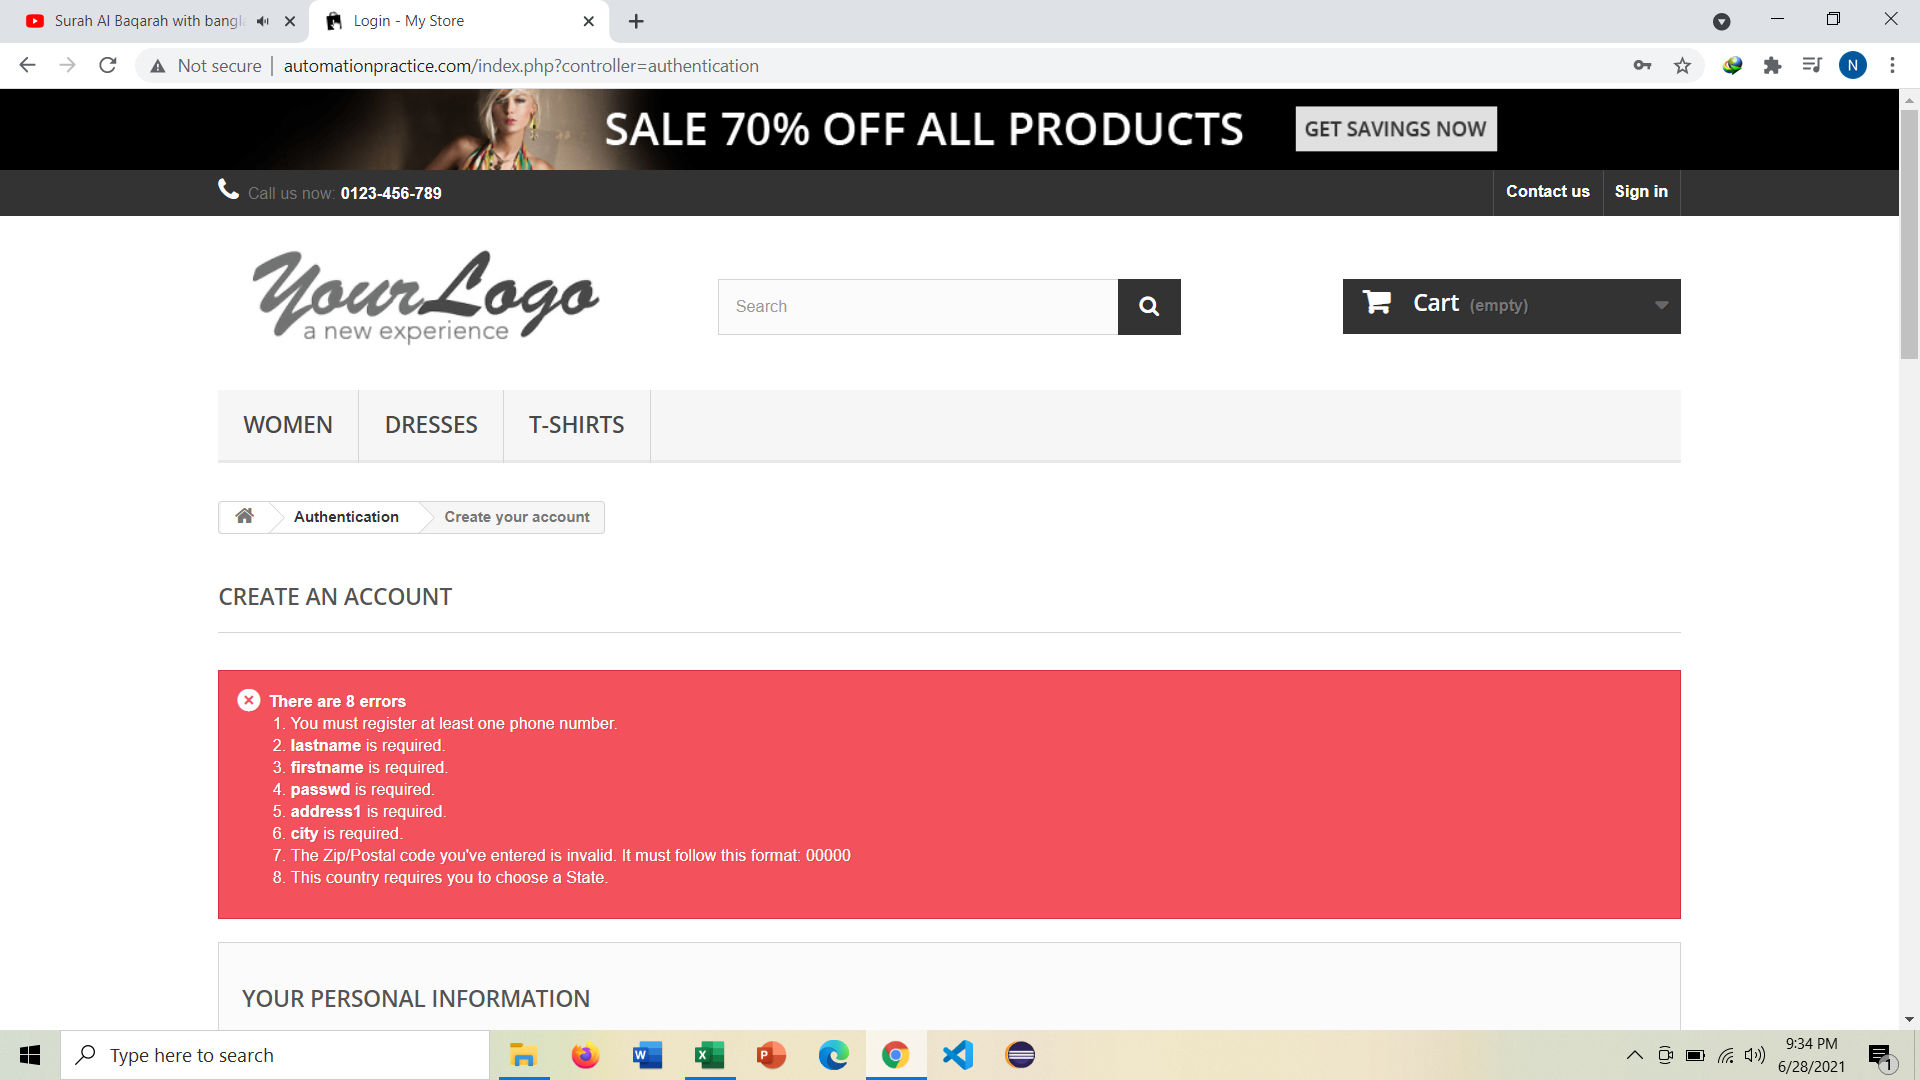 Surah Al Baqarah with bangla
Login - My Store
Not secure | automationpractice.com/index.php?controller=authentication
N
SALE 70% OFF ALL PRODUCTS
GET SAVINGS NOW
Call us now: 0123-456-789
Contact us
Sign in
Your Logo
a new experience
Search
Cart (empty)
WOMEN
DRESSES
T-SHIRTS
Authentication
Create your account
CREATE AN ACCOUNT
There are 8 errors
1. You must register at least one phone number.
2. lastname is required.
3. firstname is required.
4. passwd is required.
5. address1 is required.
6. city is required.
7. The Zip/Postal code you've entered is invalid. It must follow this format: 00000
8. This country requires you to choose a State.
YOUR PERSONAL INFORMATION
Type here to search
W
X
P
9:34 PM
6/28/2021
1